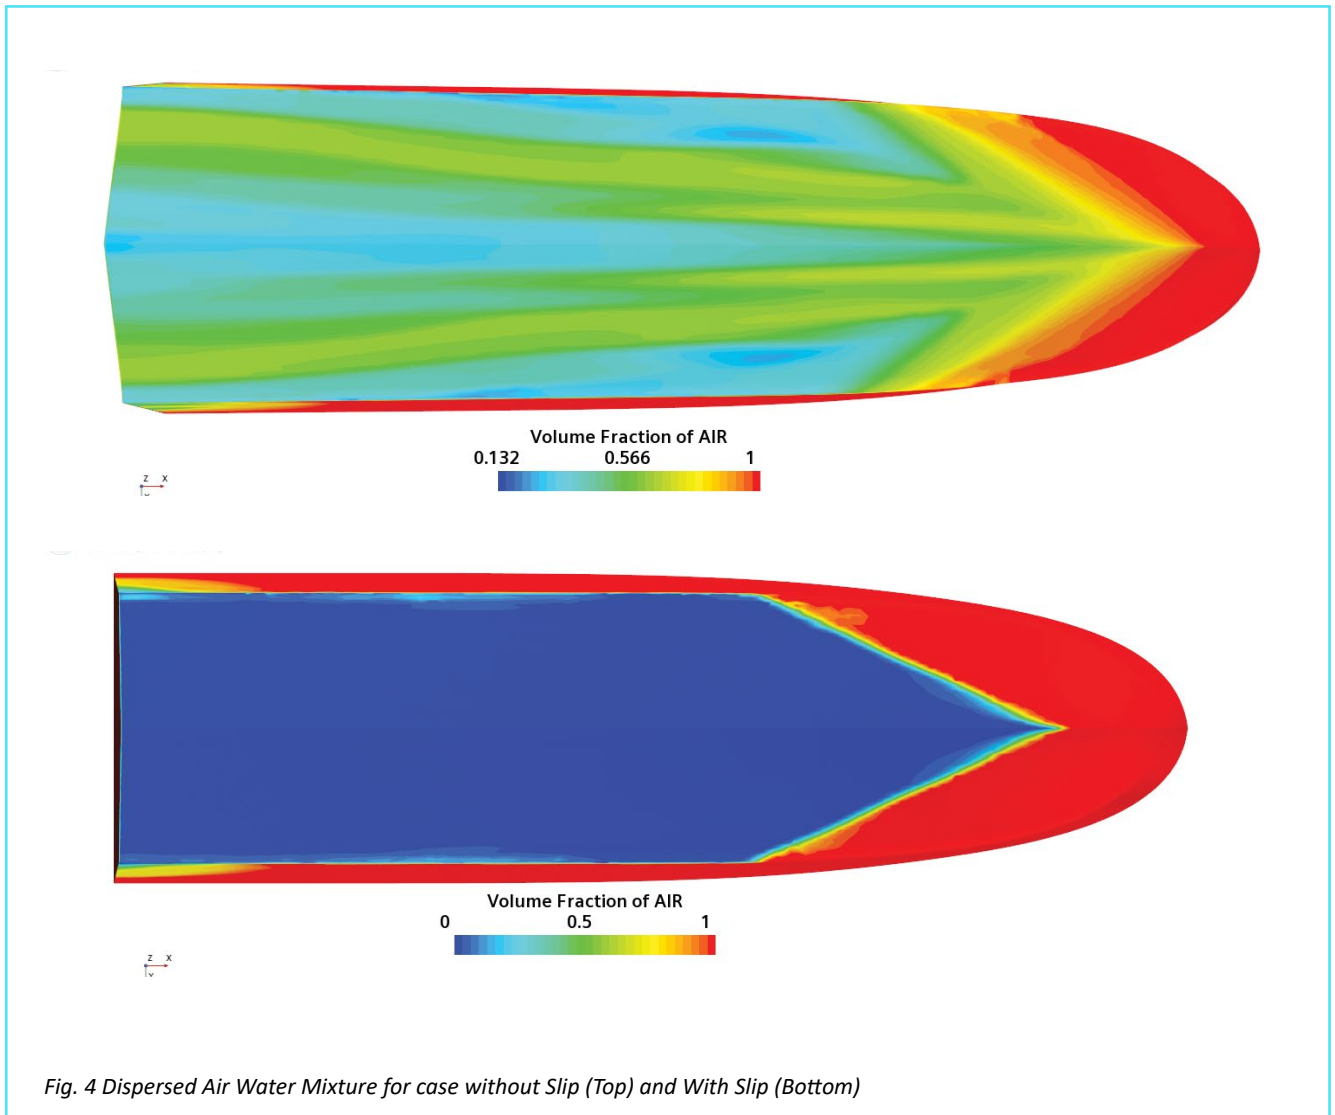 Volume Fraction of AIR
0.132 0.566 1
z x
Volume Fraction of AIR
0 0.5 1
z x
Y
Fig. 4 Dispersed Air Water Mixture for case without Slip (Top) and With Slip (Bottom)